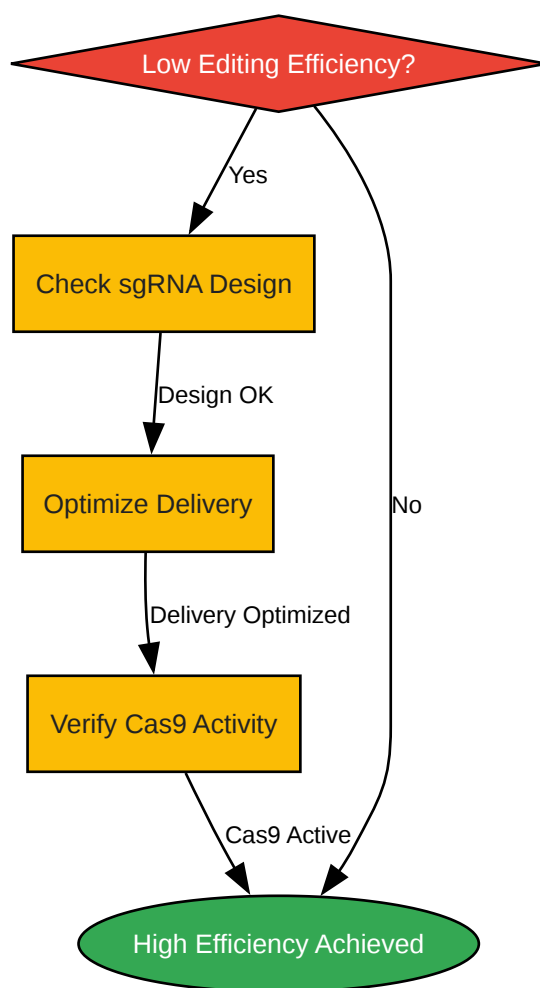 Low Editing Efficiency?
Yes
Check sgRNA Design
Design OK
Optimize Delivery
No
Delivery Optimized
Verify Cas9 Activity
Cas9 Active
High Efficiency Achieved